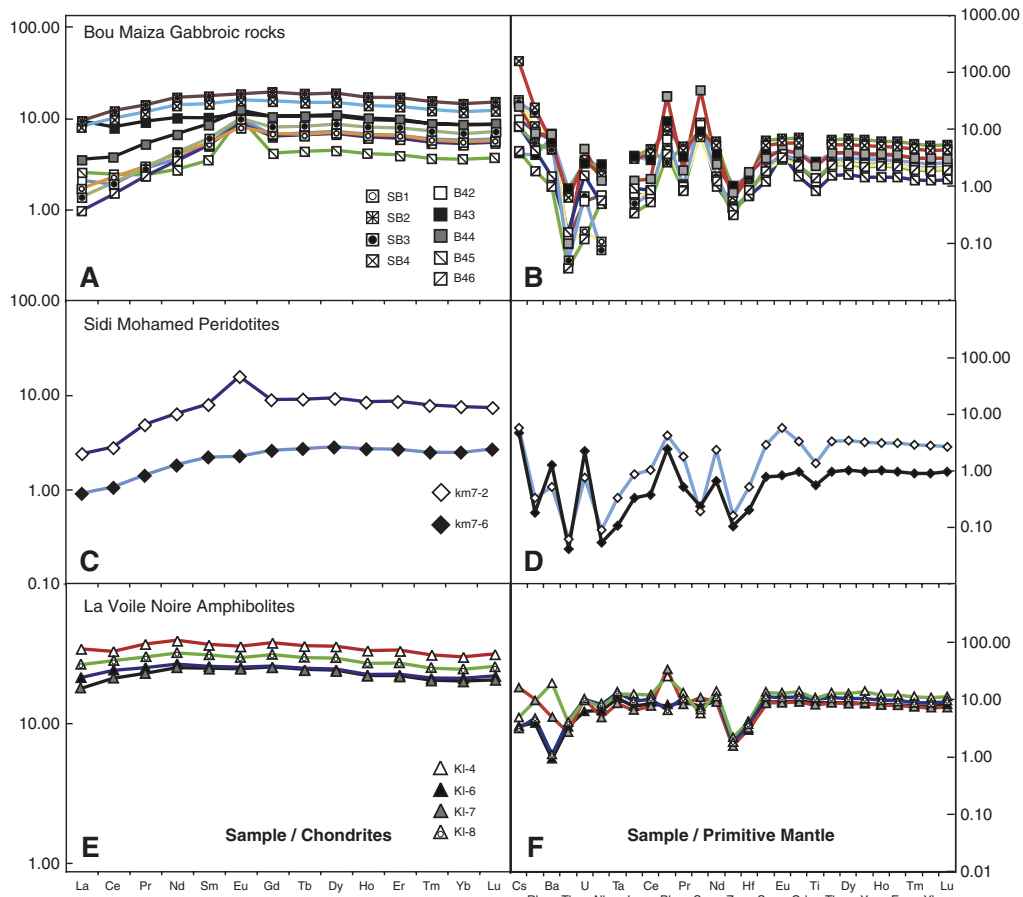 100.00
10.00
1.00
Bou Maiza Gabbroic rocks
SB1
SB2
SB3
SB4
B42
B43
B44
B45
B46
A
1000.00
100.00
10.00
1.00
0.10
B
100.00
10.00
1.00
0.10
Sidi Mohamed Peridotites
km7-2
km7-6
C
100.00
10.00
1.00
0.10
D
La Voile Noire Amphibolites
10.00
1.00
KI-4
KI-6
KI-7
KI-8
E
Sample / Chondrites
100.00
10.00
1.00
0.10
0.01
F
Sample / Primitive Mantle
La Ce Pr Nd Sm Eu Gd Tb Dy Ho Er Tm Yb Lu
Cs Ba U Ta Ce Pr Nd Hf Eu Ti Dy Ho Tm Lu